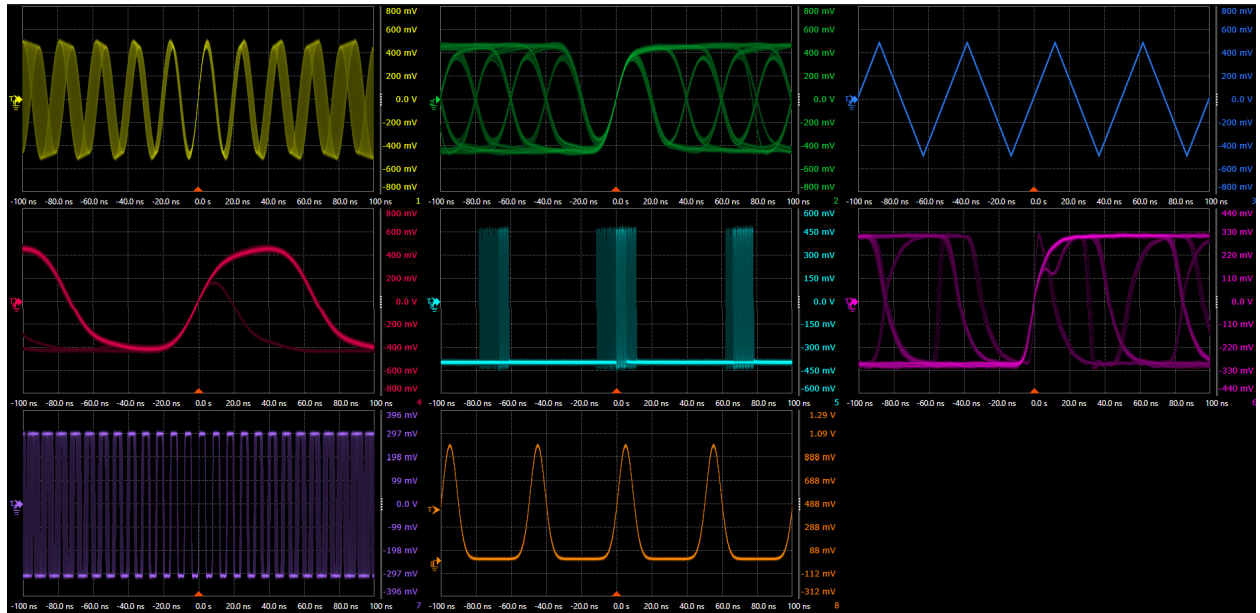 800 mV
600 mV
400 mV
200 mV
0.0 V
-200 mV
-400 mV
-600 mV
-800 mV
-100 ns -80.0 ns -60.0 ns -40.0 ns -20.0 ns 0.0 s 20.0 ns 40.0 ns 60.0 ns 80.0 ns 100 ns
1
800 mV
600 mV
400 mV
200 mV
0.0 V
-200 mV
-400 mV
-600 mV
-800 mV
-100 ns -80.0 ns -60.0 ns -40.0 ns -20.0 ns 0.0 s 20.0 ns 40.0 ns 60.0 ns 80.0 ns 100 ns
2
800 mV
600 mV
400 mV
200 mV
0.0 V
-200 mV
-400 mV
-600 mV
-800 mV
-100 ns -80.0 ns -60.0 ns -40.0 ns -20.0 ns 0.0 s 20.0 ns 40.0 ns 60.0 ns 80.0 ns 100 ns
3
800 mV
600 mV
400 mV
200 mV
0.0 V
-200 mV
-400 mV
-600 mV
-800 mV
-100 ns -80.0 ns -60.0 ns -40.0 ns -20.0 ns 0.0 s 20.0 ns 40.0 ns 60.0 ns 80.0 ns 100 ns
4
600 mV
450 mV
300 mV
150 mV
0.0 V
-150 mV
-300 mV
-450 mV
-600 mV
-100 ns -80.0 ns -60.0 ns -40.0 ns -20.0 ns 0.0 s 20.0 ns 40.0 ns 60.0 ns 80.0 ns 100 ns
5
440 mV
330 mV
220 mV
110 mV
0.0 V
-110 mV
-220 mV
-330 mV
-440 mV
-100 ns -80.0 ns -60.0 ns -40.0 ns -20.0 ns 0.0 s 20.0 ns 40.0 ns 60.0 ns 80.0 ns 100 ns
6
396 mV
297 mV
198 mV
99 mV
0.0 V
-99 mV
-198 mV
-297 mV
-396 mV
-100 ns -80.0 ns -60.0 ns -40.0 ns -20.0 ns 0.0 s 20.0 ns 40.0 ns 60.0 ns 80.0 ns 100 ns
7
1.29 V
1.09 V
888 mV
688 mV
488 mV
288 mV
88 mV
-112 mV
-312 mV
-100 ns -80.0 ns -60.0 ns -40.0 ns -20.0 ns 0.0 s 20.0 ns 40.0 ns 60.0 ns 80.0 ns 100 ns
8